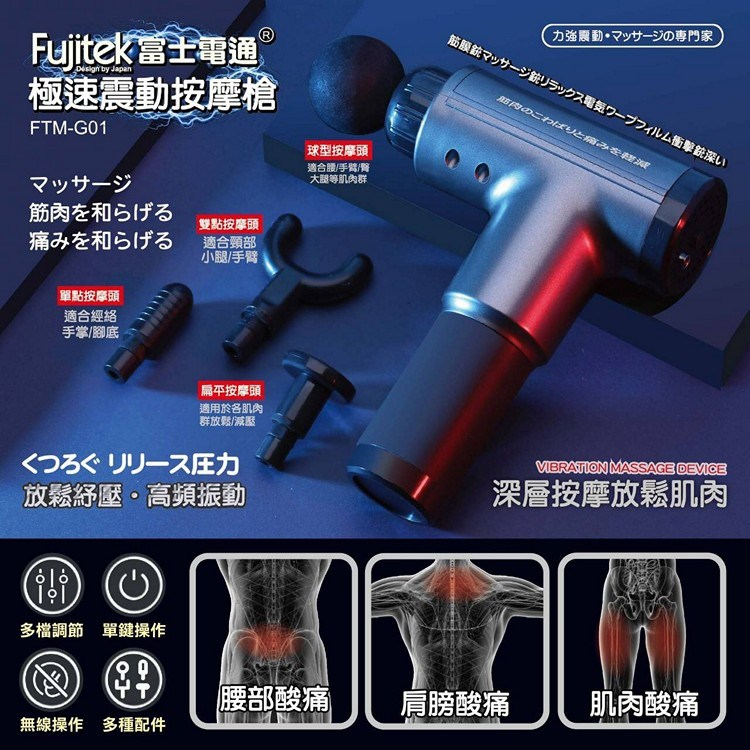 Fujitek富士電通®
Design by Japan
極速震動按摩槍
FTM-G01
力強震動•マッサージの専門家
筋膜銃マッサージ銃リラックス電気ワープフィルム衝撃銃深い
筋肉のこわばりと痛みを軽減
球型按摩頭
適合腰/手臂/臀
大腿等肌肉群
マッサージ
筋肉を和らげる
痛みを和らげる
雙點按摩頭
適合頸部
小腿/手臂
單點按摩頭
適合經絡
手掌/腳底
扁平按摩頭
適用於各肌肉
群放鬆/減壓
くつろぐ リリース圧力
放鬆紓壓・高頻振動
VIBRATION MASSAGE DEVICE
深層按摩放鬆肌肉
多檔調節
單鍵操作
無線操作
多種配件
腰部酸痛
肩膀酸痛
肌肉酸痛